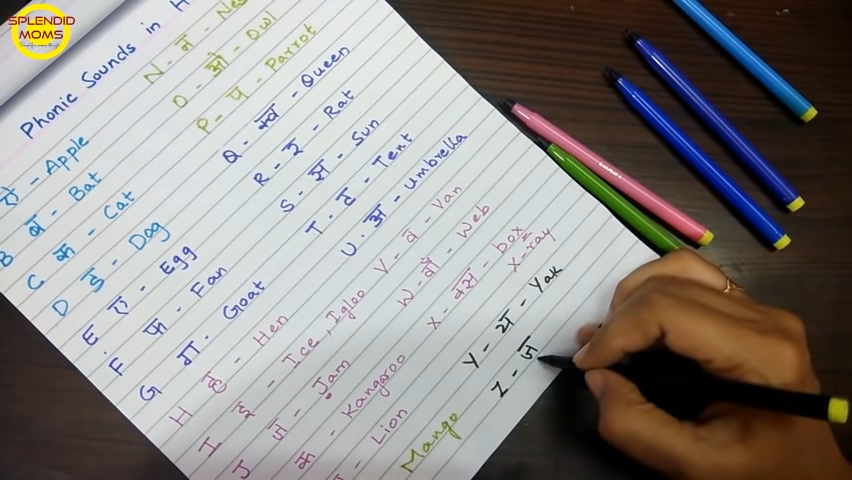 SPLENDID
MOMS
Phonic Sounds in H
ऐ - Apple
B ब - Bat
C क - Cat
D ड - Dog
E ए - Egg
F फ - Fan
G ग - Goat
H ह - Hen
I इ - Ice, Igloo
J ज - Jam
क - Kangaroo
- Lion
Mango
N - न - Nes
O - ओ - Owl
P - प - Parrot
Q - क्व - Queen
R - र - Rat
S - स - Sun
T - ट - Tent
U - अ - Umbrella
V - व - Van
W - वॅ - Web
X - क्स - box
X-ray
Y - य - Yak
Z - ज